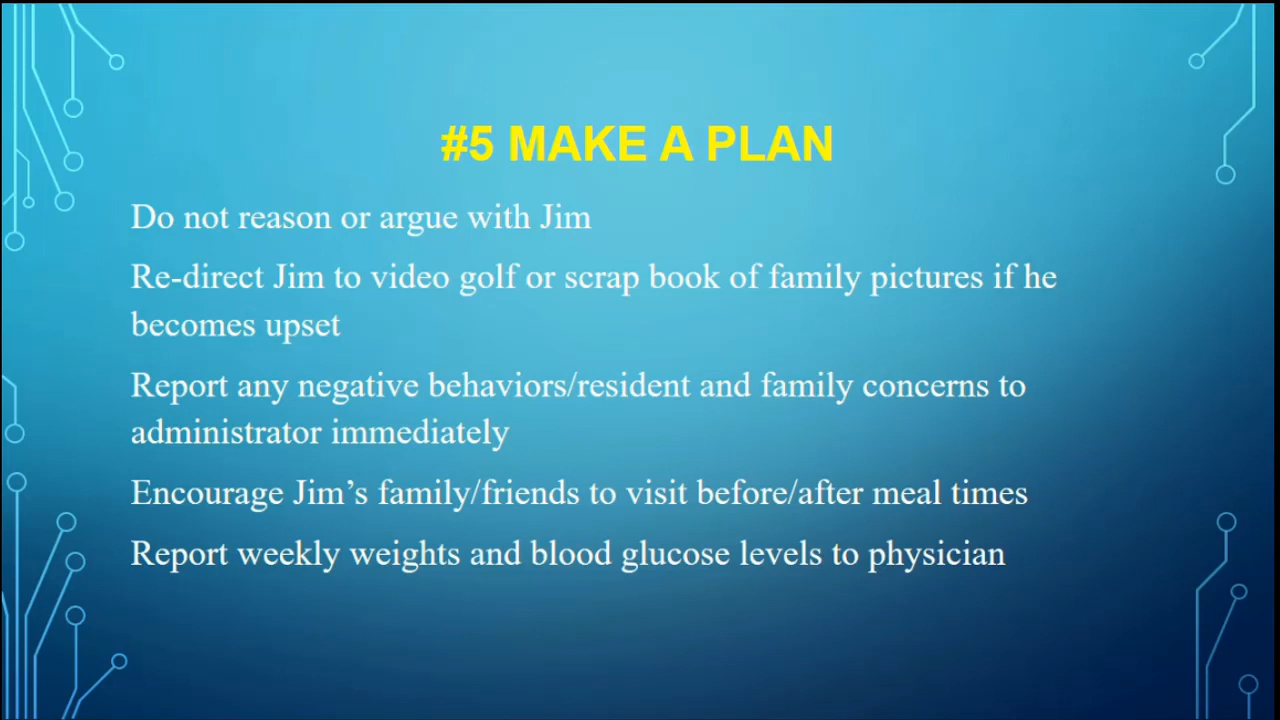 #5 MAKE A PLAN
Do not reason or argue with Jim
Re-direct Jim to video golf or scrap book of family pictures if he
becomes upset
Report any negative behaviors/resident and family concerns to
administrator immediately
Encourage Jim’s family/friends to visit before/after meal times
Report weekly weights and blood glucose levels to physician